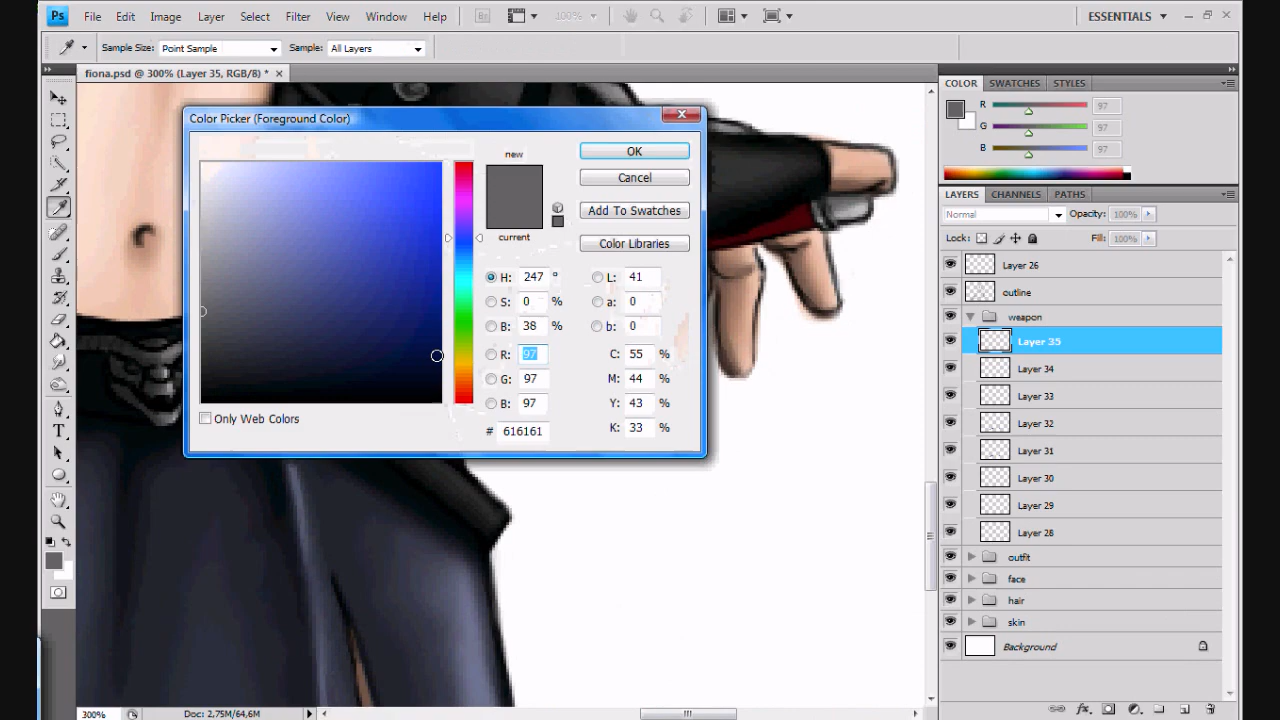 Ps File Edit Image Layer Select Filter View Window Help Br 100% ESSENTIALS
Sample Size: Point Sample Sample: All Layers
fiona.psd @ 300% (Layer 35, RGB/8) *
COLOR SWATCHES STYLES
R 97
G 97
B 97
Color Picker (Foreground Color)
new
current
OK
Cancel
Add To Swatches
Color Libraries
H: 247 °
S: 0 %
B: 38 %
R: 97
G: 97
B: 97
# 616161
L: 41
a: 0
b: 0
C: 55 %
M: 44 %
Y: 43 %
K: 33 %
Only Web Colors
LAYERS CHANNELS PATHS
Normal Opacity: 100%
Lock: Fill: 100%
Layer 26
outline
weapon
Layer 35
Layer 34
Layer 33
Layer 32
Layer 31
Layer 30
Layer 29
Layer 28
outfit
face
hair
skin
Background
T
fx
300% Doc: 2,75M/64,6M